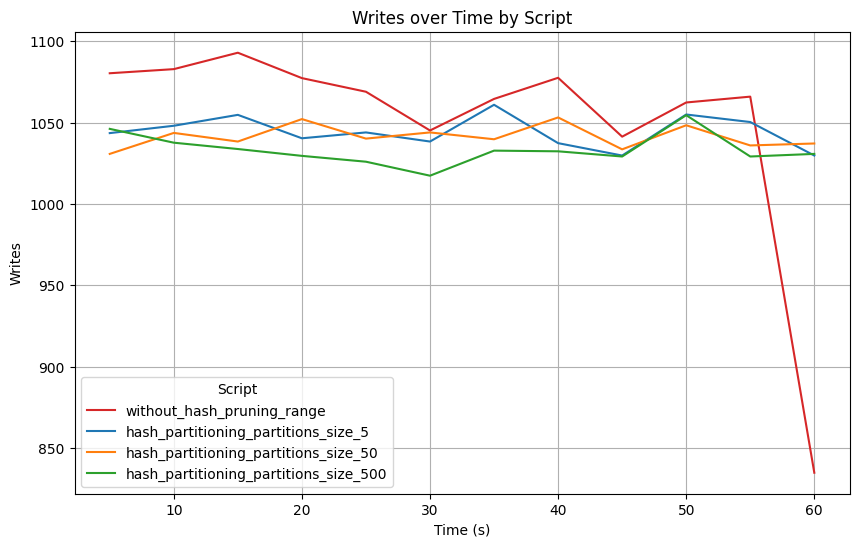 Writes over Time by Script
1100
1050
1000
950
900
850
Writes
Script
without_hash_pruning_range
hash_partitioning_partitions_size_5
hash_partitioning_partitions_size_50
hash_partitioning_partitions_size_500
10 20 30 40 50 60
Time (s)